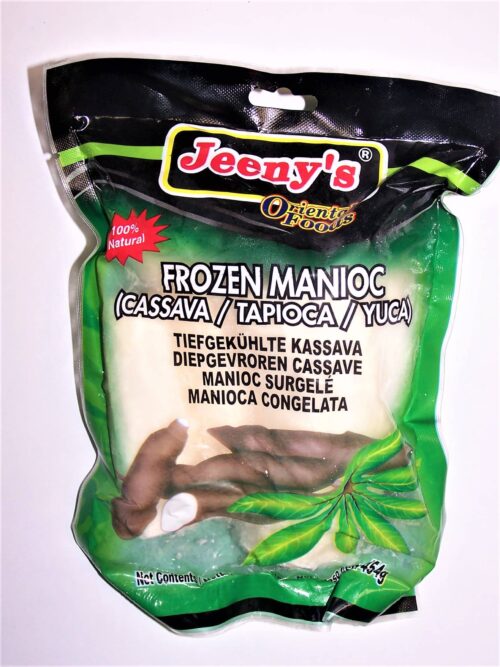 Jeeny's®
Oriental
Foods
100%
Natural
FROZEN MANIOC
(CASSAVA / TAPIOCA / YUCA)
TIEFGEKÜHLTE KASSAVA
DIEPGEVROREN CASSAVE
MANIOC SURGELÉ
MANIOCA CONGELATA
Net Contents 454g